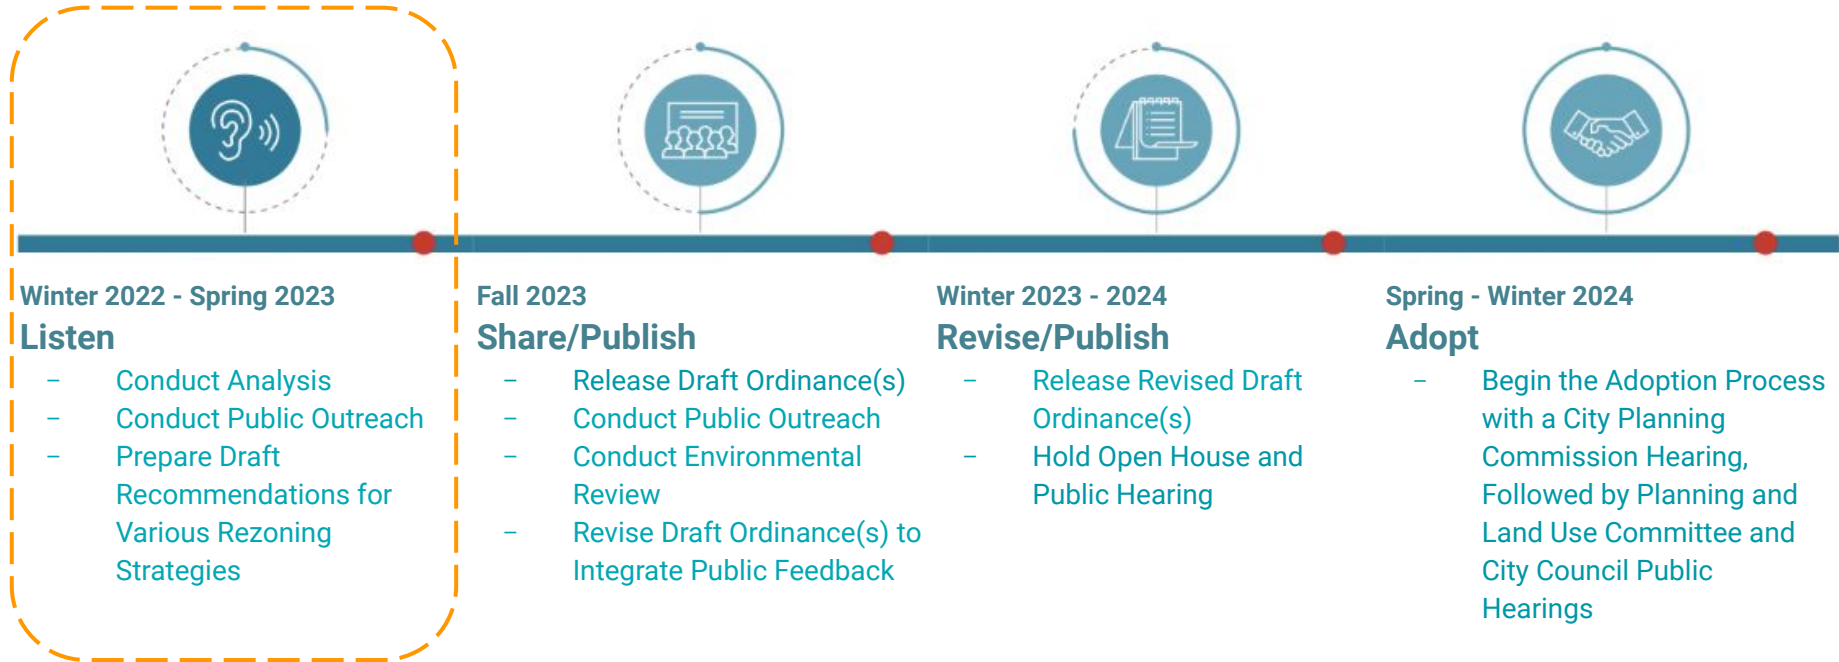 Winter 2022 - Spring 2023
Listen
- Conduct Analysis
- Conduct Public Outreach
- Prepare Draft
Recommendations for
Various Rezoning
Strategies
Fall 2023
Share/Publish
- Release Draft Ordinance(s)
- Conduct Public Outreach
- Conduct Environmental
Review
- Revise Draft Ordinance(s) to
Integrate Public Feedback
Winter 2023 - 2024
Revise/Publish
- Release Revised Draft
Ordinance(s)
- Hold Open House and
Public Hearing
Spring - Winter 2024
Adopt
- Begin the Adoption Process
with a City Planning
Commission Hearing,
Followed by Planning and
Land Use Committee and
City Council Public
Hearings